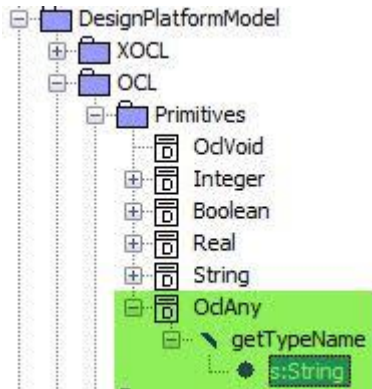 DesignPlatformModel
XOCL
OCL
Primitives
OclVoid
Integer
Boolean
Real
String
OclAny
getTypeName
s:String